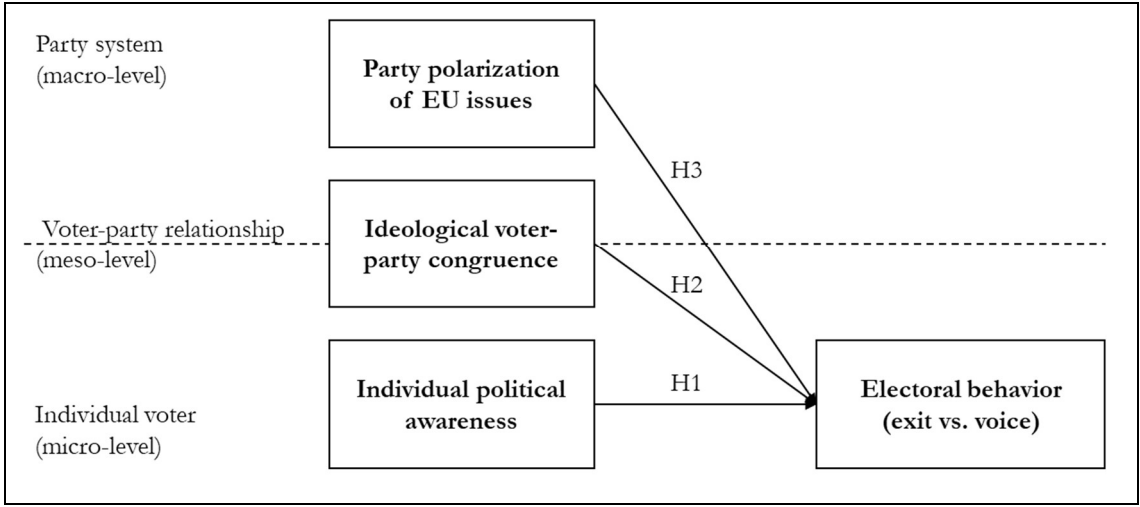 Party system
(macro-level)
Party polarization
of EU issues
H3
Voter-party relationship
(meso-level)
Ideological voter-
party congruence
H2
Individual voter
(micro-level)
Individual political
awareness
H1
Electoral behavior
(exit vs. voice)